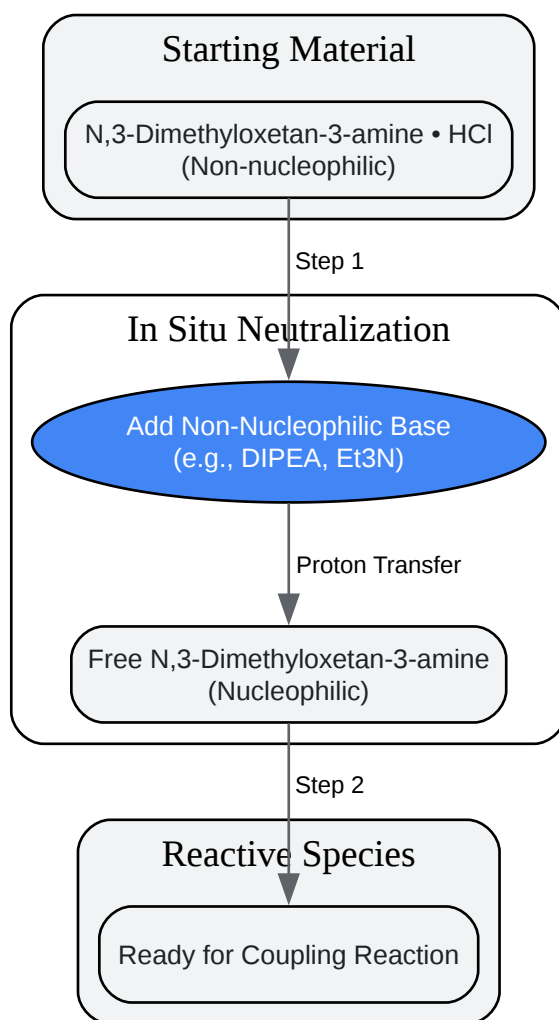 Starting Material
N,3-Dimethyloxetan-3-amine • HCl
(Non-nucleophilic)
Step 1
In Situ Neutralization
Add Non-Nucleophilic Base
(e.g., DIPEA, Et3N)
Proton Transfer
Free N,3-Dimethyloxetan-3-amine
(Nucleophilic)
Step 2
Reactive Species
Ready for Coupling Reaction